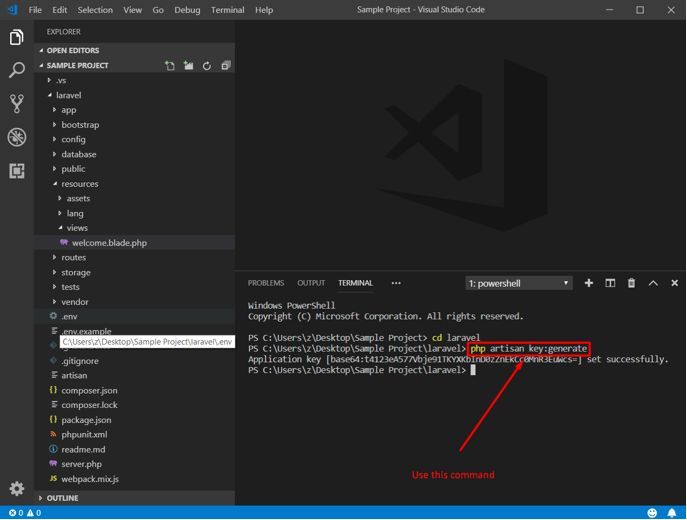 File Edit Selection View Go Debug Terminal Help
Sample Project - Visual Studio Code
EXPLORER
OPEN EDITORS
SAMPLE PROJECT
.vs
laravel
app
bootstrap
config
database
public
resources
assets
lang
views
welcome.blade.php
routes
storage
tests
vendor
.env
.env.example
C:\Users\z\Desktop\Sample Project\laravel\.env
.gitignore
artisan
composer.json
composer.lock
package.json
phpunit.xml
readme.md
server.php
webpack.mix.js
OUTLINE
PROBLEMS OUTPUT TERMINAL ••• 1: powershell
Windows PowerShell
Copyright (C) Microsoft Corporation. All rights reserved.
PS C:\Users\z\Desktop\Sample Project> cd laravel
PS C:\Users\z\Desktop\Sample Project\laravel> php artisan key:generate
Application key set successfully.
PS C:\Users\z\Desktop\Sample Project\laravel>
Use this command
0 0